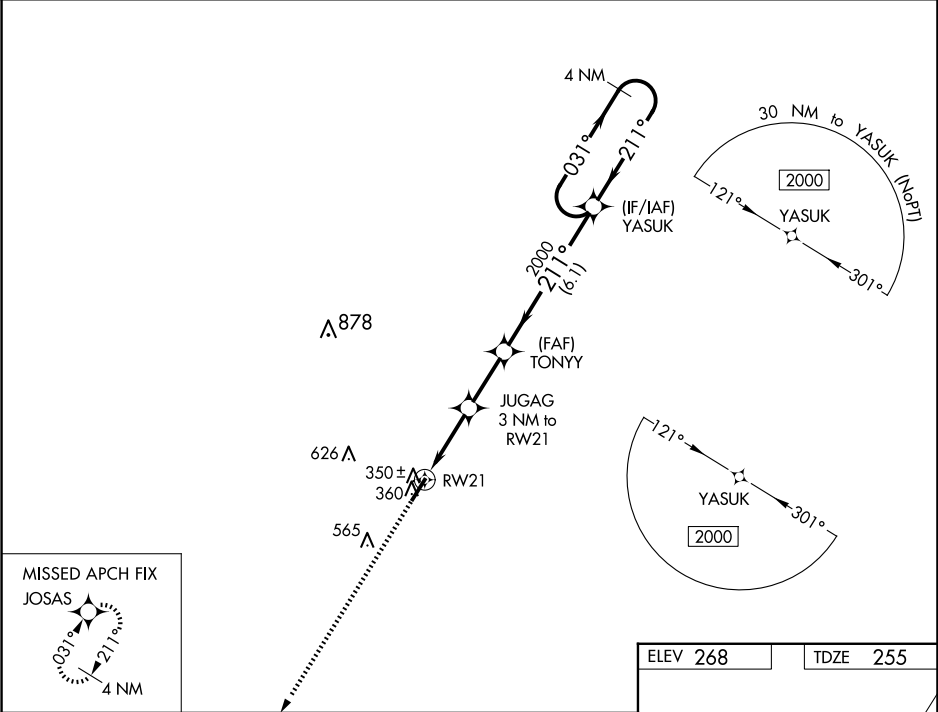 4 NM
031°
211°
(IF/IAF)
YASUK
2000
211°
(6.1)
30 NM to YASUK (NoPT)
2000
121°
YASUK
301°
878
(FAF)
TONYY
JUGAG
3 NM to
RW21
626
350 ±
360
RW21
565
121°
YASUK
301°
2000
MISSED APCH FIX
JOSAS
031°
211°
4 NM
ELEV 268
TDZE 255